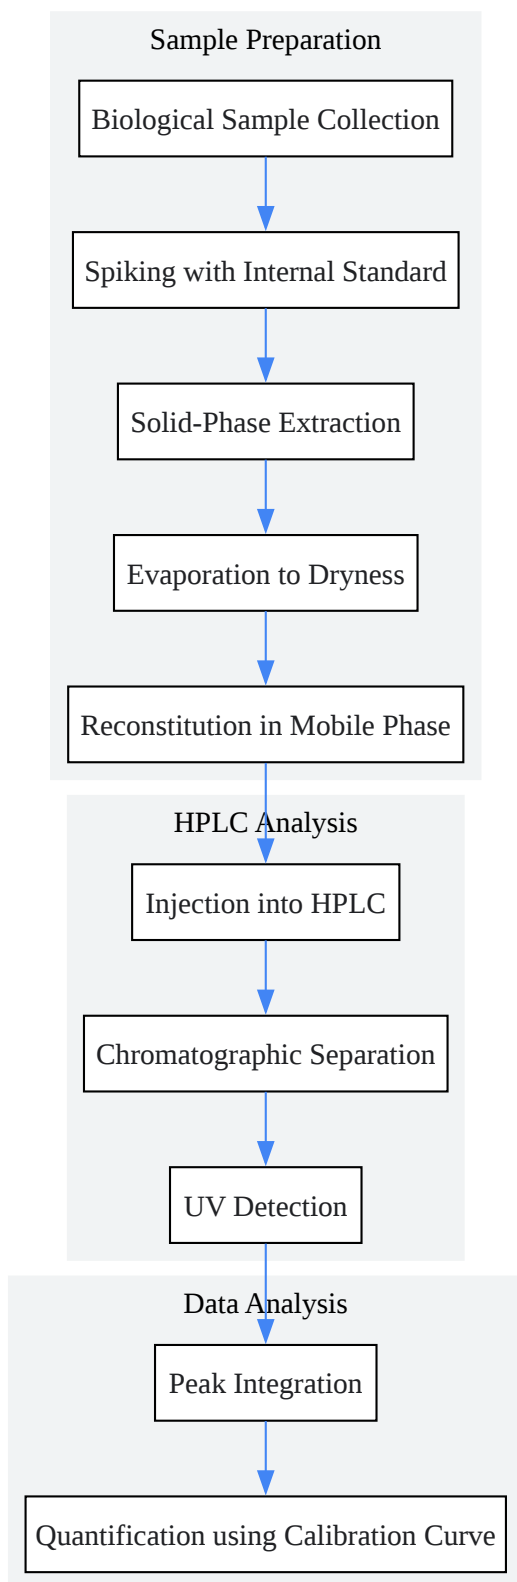 Sample Preparation
Biological Sample Collection
Spiking with Internal Standard
Solid-Phase Extraction
Evaporation to Dryness
Reconstitution in Mobile Phase
HPLC Analysis
Injection into HPLC
Chromatographic Separation
UV Detection
Data Analysis
Peak Integration
Quantification using Calibration Curve